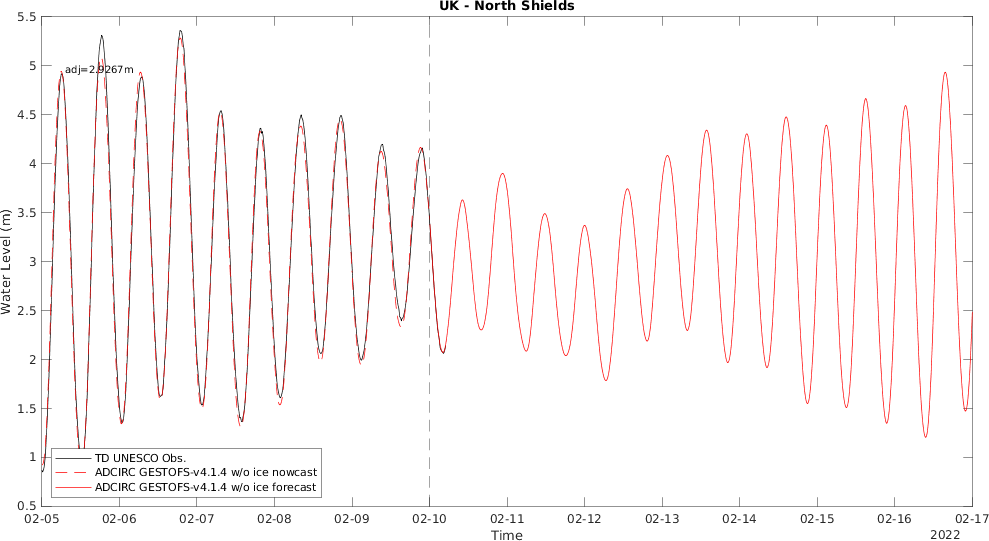 UK - North Shields
5.5
5
4.5
4
3.5
3
2.5
2
1.5
1
0.5
Water Level (m)
adj=2.9267m
TD UNESCO Obs.
ADCIRC GESTOFS-v4.1.4 w/o ice nowcast
ADCIRC GESTOFS-v4.1.4 w/o ice forecast
02-05 02-06 02-07 02-08 02-09 02-10 02-11 02-12 02-13 02-14 02-15 02-16 02-17
Time
2022